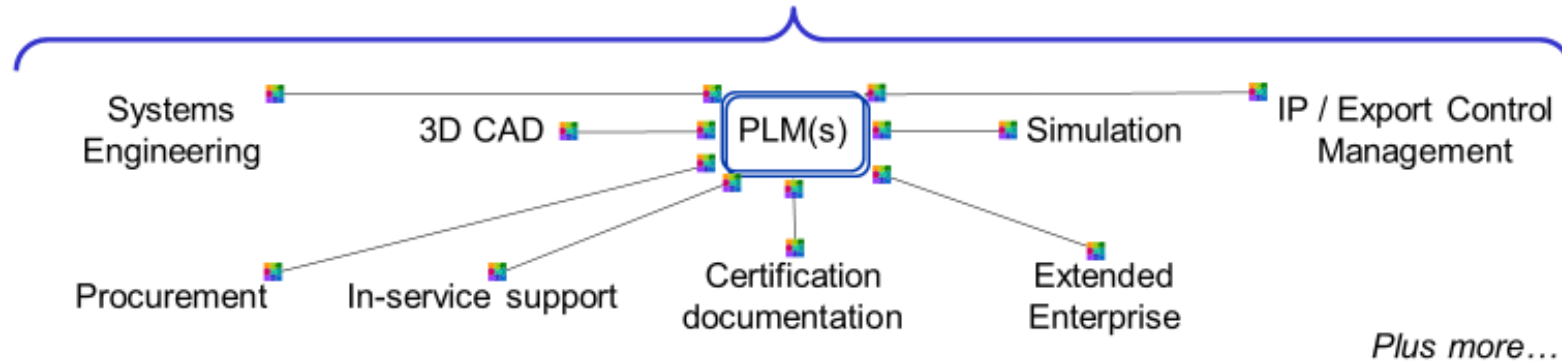 Systems
Engineering
3D CAD
PLM(s)
Simulation
IP / Export Control
Management
Procurement
In-service support
Certification
documentation
Extended
Enterprise
Plus more…